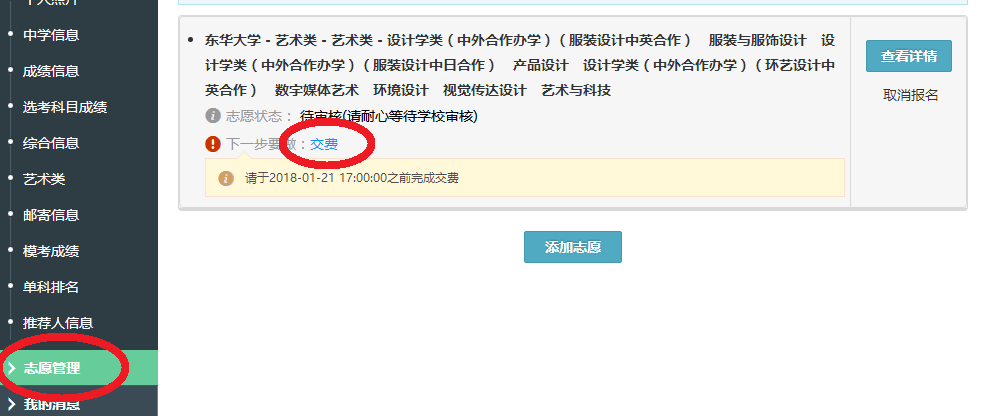 个人照片
中学信息
成绩信息
选考科目成绩
综合信息
艺术类
邮寄信息
模考成绩
单科排名
推荐人信息
志愿管理
我的消息
东华大学 - 艺术类 - 艺术类 - 设计学类（中外合作办学）（服装设计中英合作） 服装与服饰设计 设
计学类（中外合作办学）（服装设计中日合作） 产品设计 设计学类（中外合作办学）（环艺设计中
英合作） 数字媒体艺术 环境设计 视觉传达设计 艺术与科技
志愿状态： 待审核(请耐心等待学校审核)
下一步要做：交费
请于2018-01-21 17:00:00之前完成交费
查看详情
取消报名
添加志愿